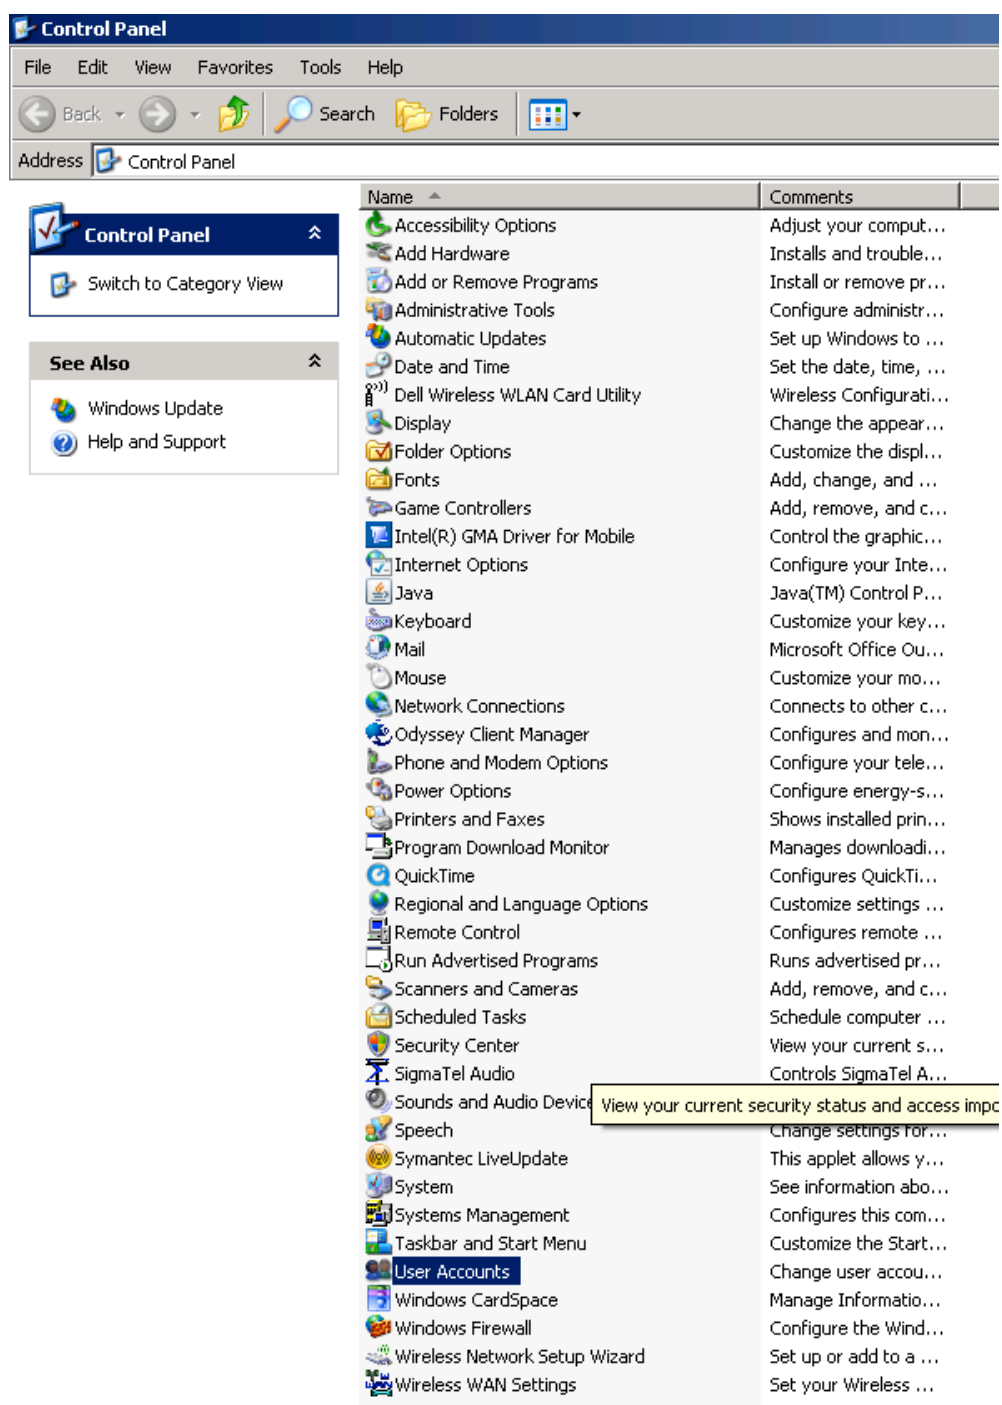 Control Panel
File Edit View Favorites Tools Help
Back Search Folders
Address Control Panel
Control Panel
Switch to Category View
See Also
Windows Update
Help and Support
Name Comments
Accessibility Options Adjust your comput...
Add Hardware Installs and trouble...
Add or Remove Programs Install or remove pr...
Administrative Tools Configure administr...
Automatic Updates Set up Windows to ...
Date and Time Set the date, time, ...
Dell Wireless WLAN Card Utility Wireless Configurati...
Display Change the appear...
Folder Options Customize the displ...
Fonts Add, change, and ...
Game Controllers Add, remove, and c...
Intel(R) GMA Driver for Mobile Control the graphic...
Internet Options Configure your Inte...
Java Java(TM) Control P...
Keyboard Customize your key...
Mail Microsoft Office Ou...
Mouse Customize your mo...
Network Connections Connects to other c...
Odyssey Client Manager Configures and mon...
Phone and Modem Options Configure your tele...
Power Options Configure energy-s...
Printers and Faxes Shows installed prin...
Program Download Monitor Manages downloadi...
QuickTime Configures QuickTi...
Regional and Language Options Customize settings ...
Remote Control Configures remote ...
Run Advertised Programs Runs advertised pr...
Scanners and Cameras Add, remove, and c...
Scheduled Tasks Schedule computer ...
Security Center View your current s...
SigmaTel Audio Controls SigmaTel A...
Sounds and Audio Device View your current security status and access impo
Speech Change settings for...
Symantec LiveUpdate This applet allows y...
System See information abo...
Systems Management Configures this com...
Taskbar and Start Menu Customize the Start...
User Accounts Change user accou...
Windows CardSpace Manage Informatio...
Windows Firewall Configure the Wind...
Wireless Network Setup Wizard Set up or add to a ...
Wireless WAN Settings Set your Wireless ...